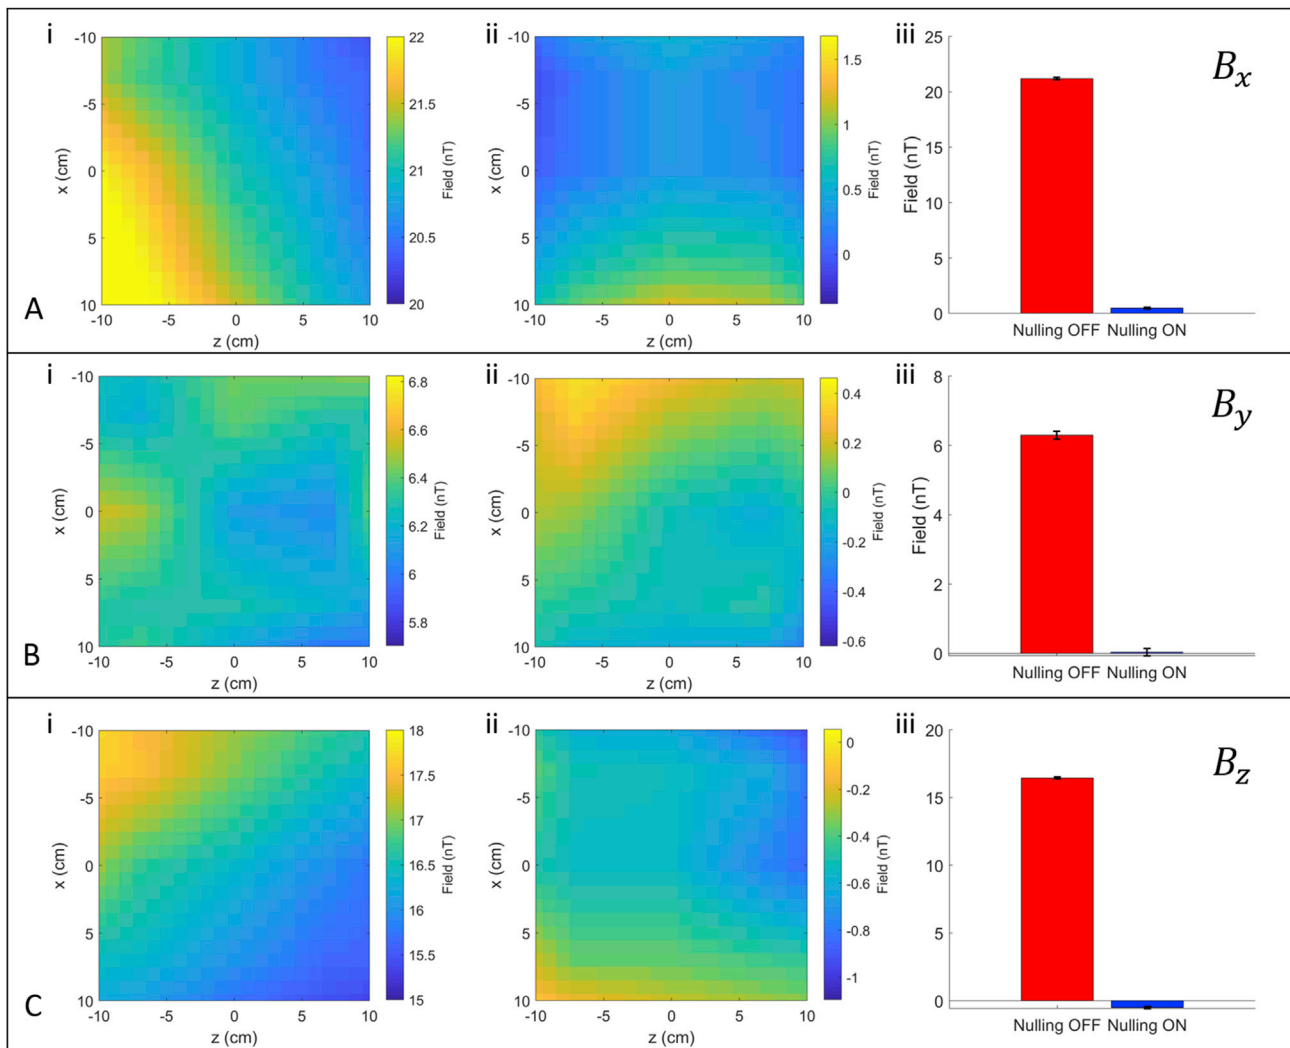 i
-10
-5
0
5
10
x (cm)
-10 -5 0 5 10
z (cm)
22
21.5
21
20.5
20
Field (nT)
ii
-10
-5
0
5
10
x (cm)
-10 -5 0 5 10
z (cm)
1.5
1
0.5
0
Field (nT)
iii
25
20
15
10
5
0
Field (nT)
Nulling OFF Nulling ON
Bx
A
i
-10
-5
0
5
10
x (cm)
-10 -5 0 5 10
z (cm)
6.8
6.6
6.4
6.2
6
5.8
Field (nT)
ii
-10
-5
0
5
10
x (cm)
-10 -5 0 5 10
z (cm)
0.4
0.2
0
-0.2
-0.4
-0.6
Field (nT)
iii
8
6
4
2
0
Field (nT)
Nulling OFF Nulling ON
By
B
i
-10
-5
0
5
10
x (cm)
-10 -5 0 5 10
z (cm)
18
17.5
17
16.5
16
15.5
15
Field (nT)
ii
-10
-5
0
5
10
x (cm)
-10 -5 0 5 10
z (cm)
0
-0.2
-0.4
-0.6
-0.8
-1
Field (nT)
iii
20
15
10
5
0
Field (nT)
Nulling OFF Nulling ON
Bz
C